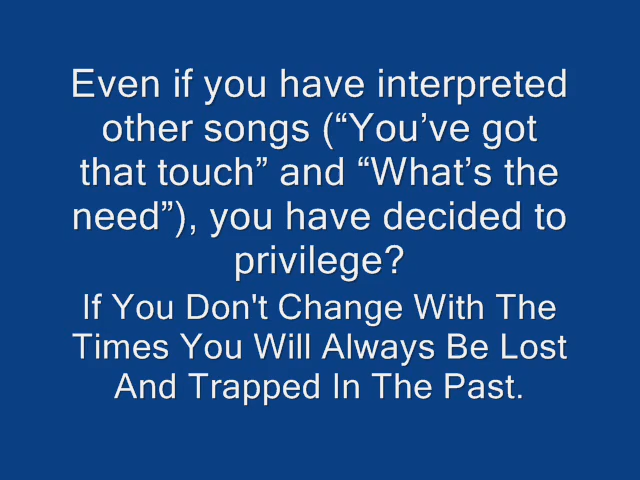 Even if you have interpreted
other songs (“You’ve got
that touch” and “What’s the
need”), you have decided to
privilege?
If You Don't Change With The
Times You Will Always Be Lost
And Trapped In The Past.